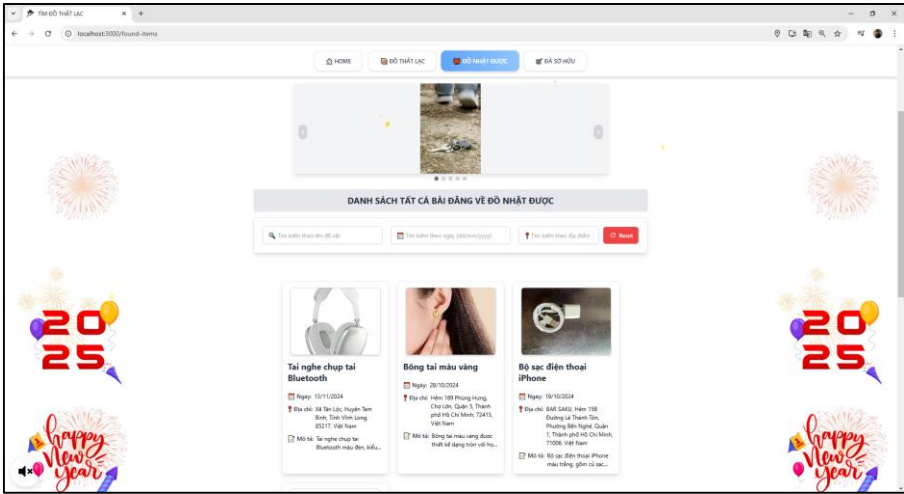 TÌM ĐỒ THẤT LẠC
localhost:3000/found-items
HOME
ĐỒ THẤT LẠC
ĐỒ NHẶT ĐƯỢC
ĐÃ SỞ HỮU
DANH SÁCH TẤT CẢ BÀI ĐĂNG VỀ ĐỒ NHẶT ĐƯỢC
Tìm kiếm theo tên đồ vật
Tìm kiếm theo ngày (dd/mm/yyyy)
Tìm kiếm theo địa điểm
Reset
Tai nghe chụp tai
Bluetooth
Ngày: 13/11/2024
Địa chỉ: Xã Tân Lộc, Huyện Tam
Bình, Tỉnh Vĩnh Long,
85217, Việt Nam
Mô tả: Tai nghe chụp tai
Bluetooth màu đen, kiểu...
Bông tai màu vàng
Ngày: 28/10/2024
Địa chỉ: Hẻm 189 Phùng Hưng,
Chợ Lớn, Quận 5, Thành
phố Hồ Chí Minh, 72415,
Việt Nam
Mô tả: Bông tai màu vàng được
thiết kế dạng tròn với họ...
Bộ sạc điện thoại
iPhone
Ngày: 19/10/2024
Địa chỉ: BAR SAKU, Hẻm 15B
Đường Lê Thánh Tôn,
Phường Bến Nghé, Quận
1, Thành phố Hồ Chí Minh,
71006, Việt Nam
Mô tả: Bộ sạc điện thoại iPhone
màu trắng, gồm củ sạc...
20
25
20
25
Happy
New
Year
Happy
New
Year